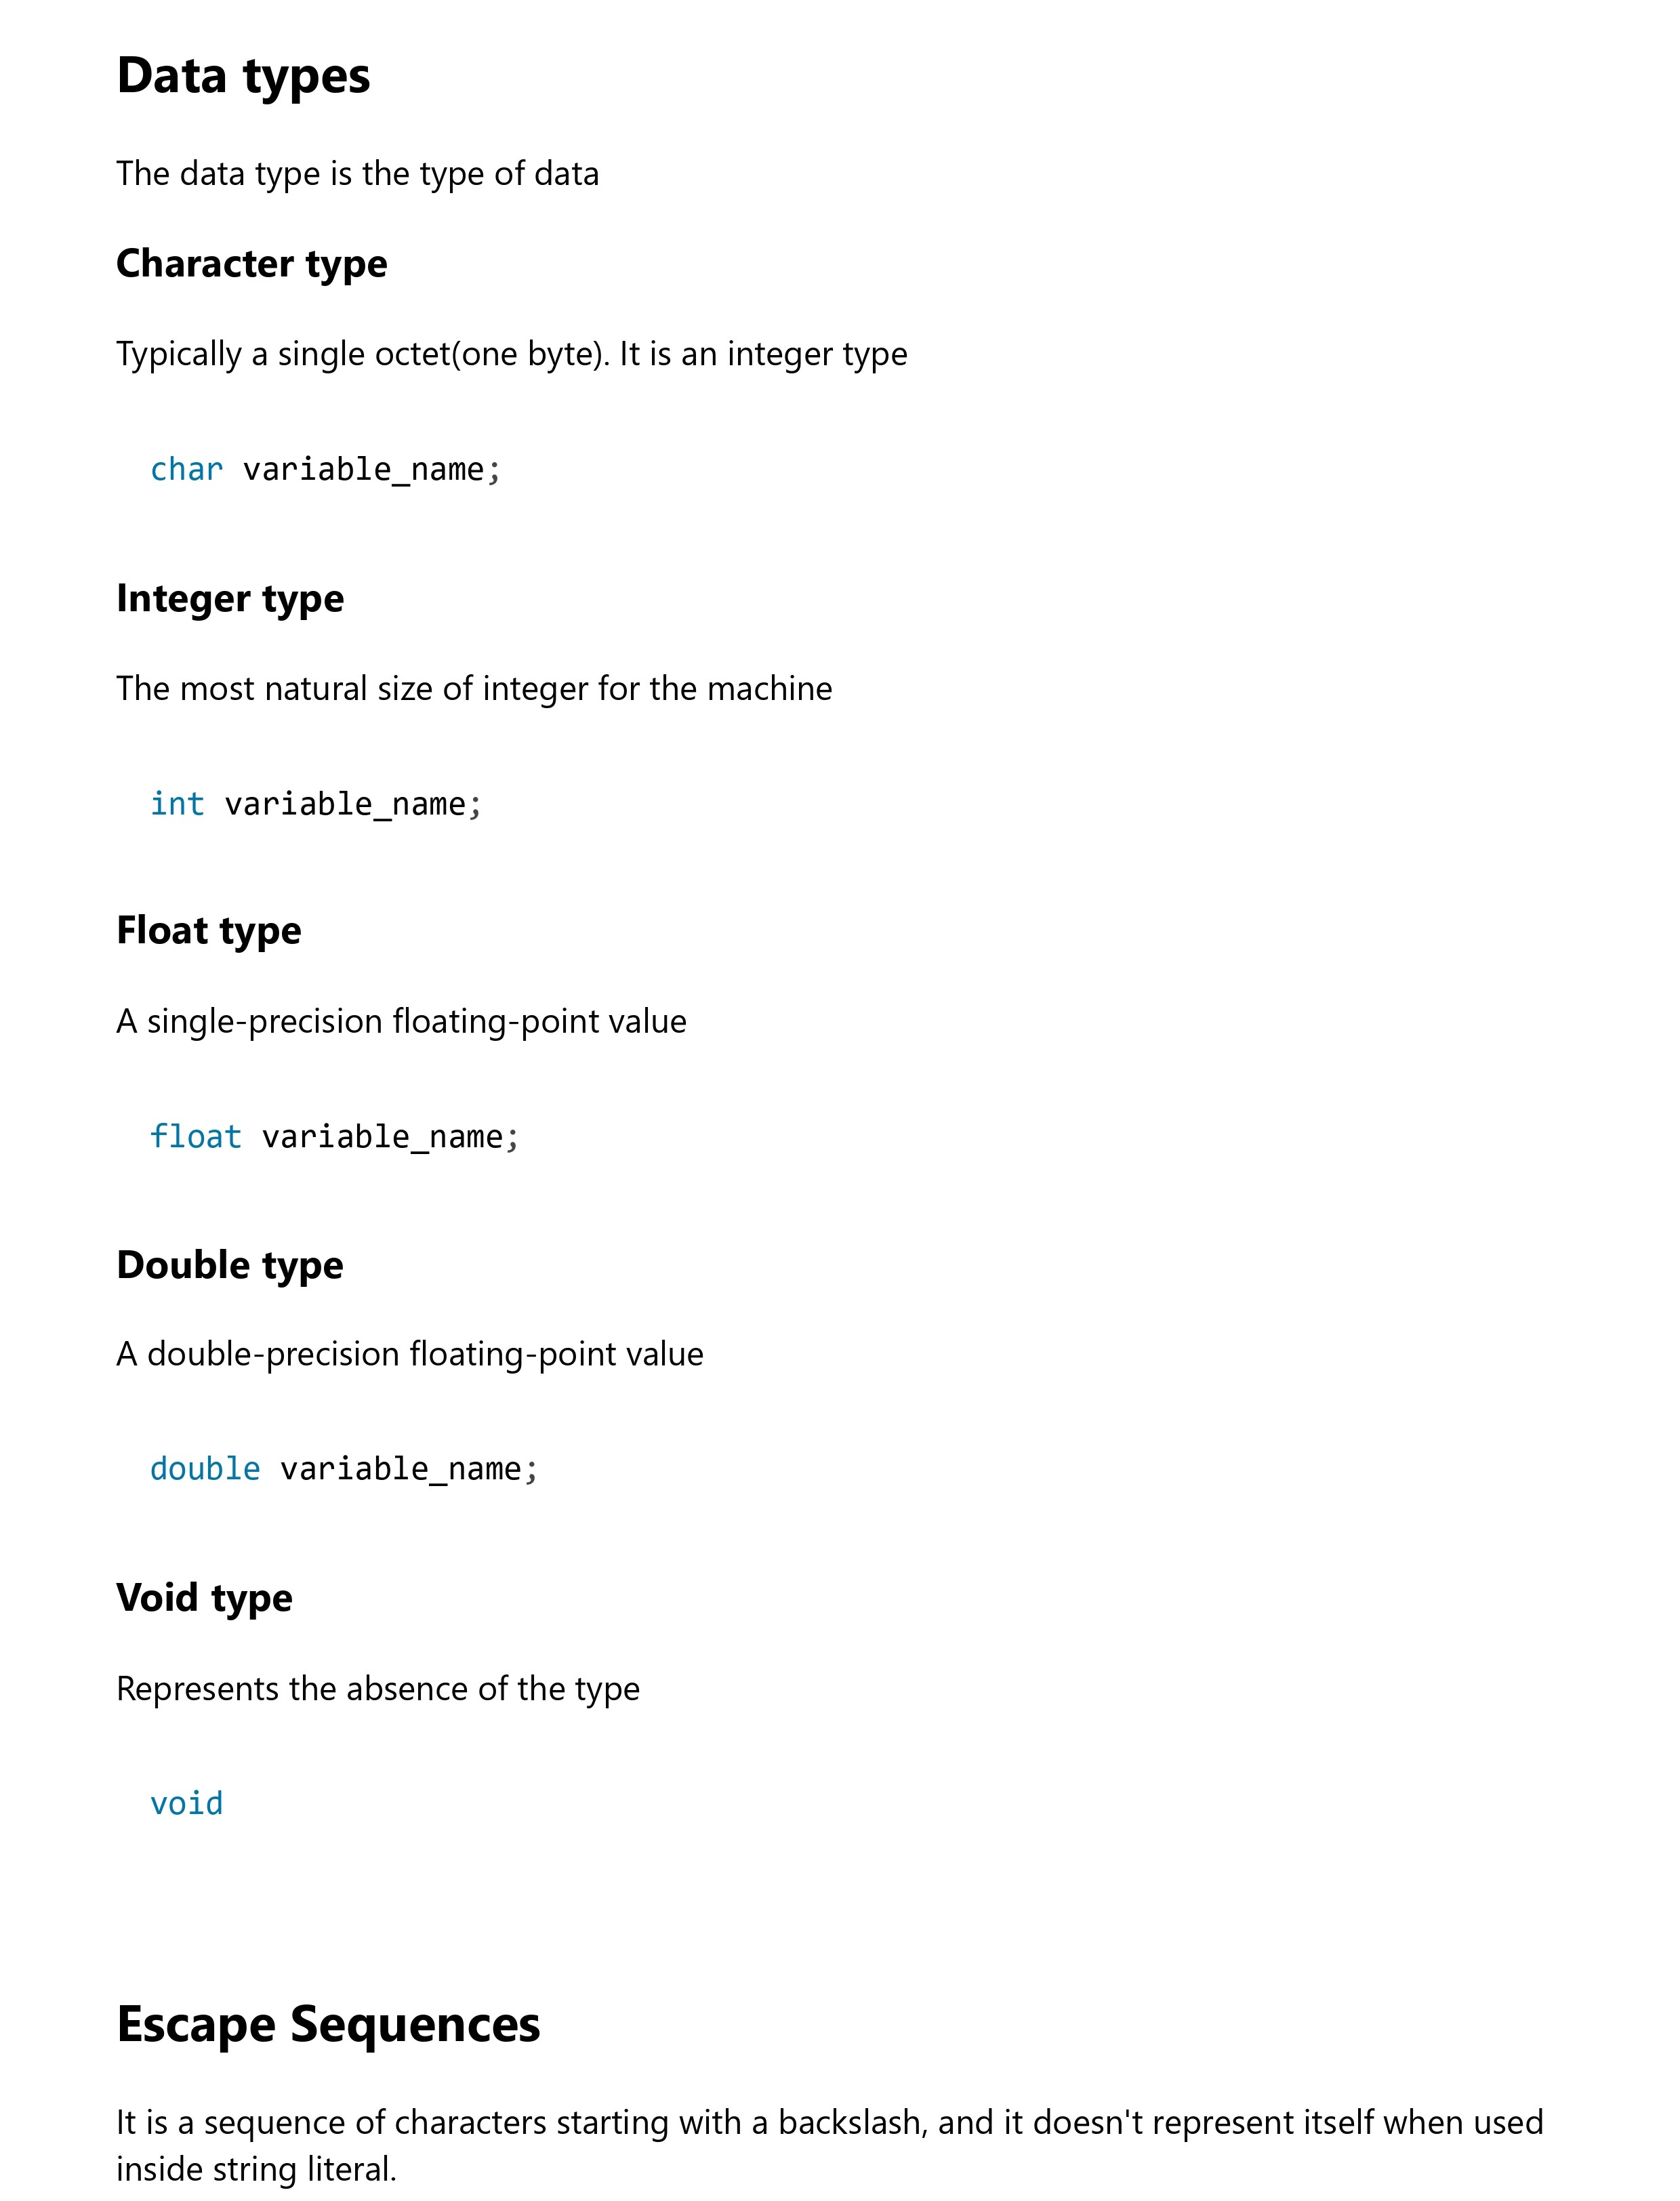 Data types
The data type is the type of data
Character type
Typically a single octet(one byte). It is an integer type
char variable_name;
Integer type
The most natural size of integer for the machine
int variable_name;
Float type
A single-precision floating-point value
float variable_name;
Double type
A double-precision floating-point value
double variable_name;
Void type
Represents the absence of the type
void
Escape Sequences
It is a sequence of characters starting with a backslash, and it doesn't represent itself when used
inside string literal.